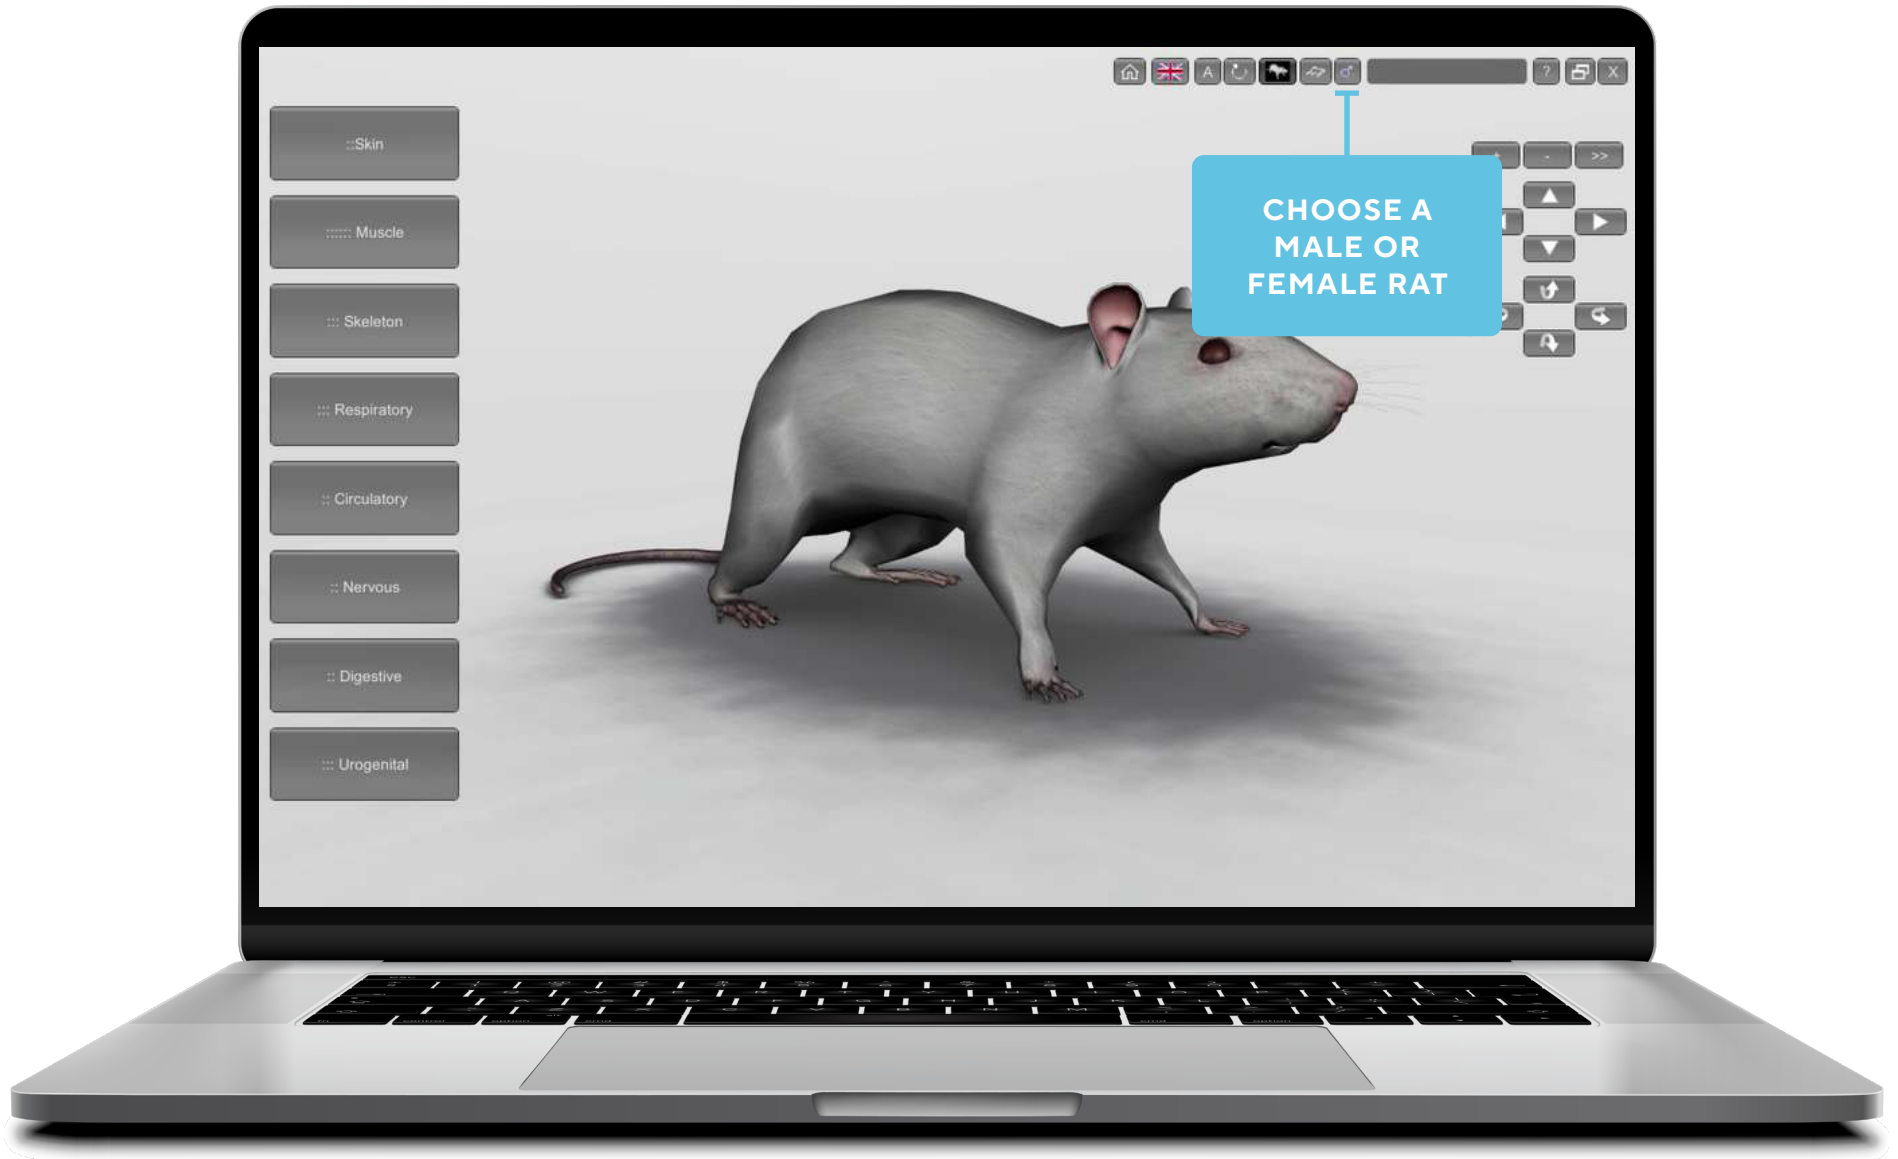 A
?
X
::Skin
+ - >>
CHOOSE A
MALE OR
FEMALE RAT
:::::: Muscle
::: Skeleton
::: Respiratory
:: Circulatory
:: Nervous
:: Digestive
::: Urogenital